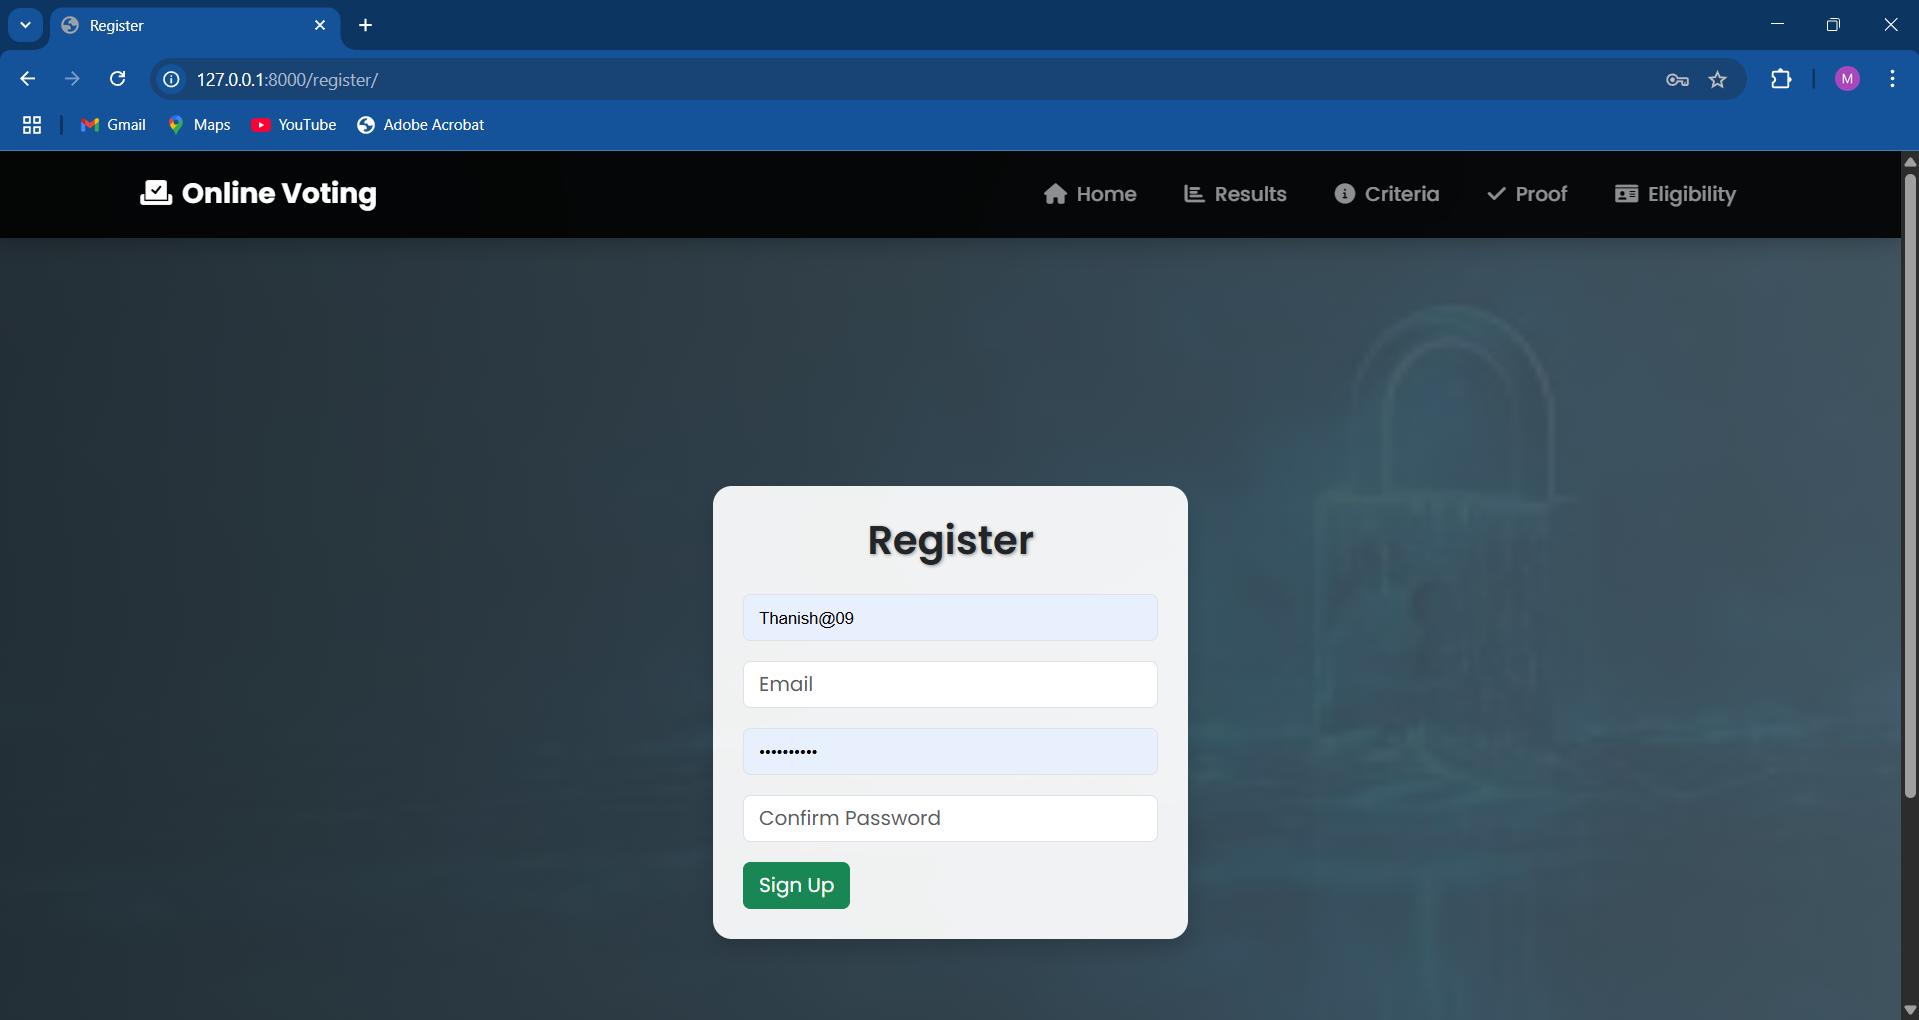 Register
127.0.0.1:8000/register/
Gmail Maps YouTube Adobe Acrobat
M
Online Voting
Home Results Criteria Proof Eligibility
Register
Thanish@09
Email
••••••••••
Confirm Password
Sign Up